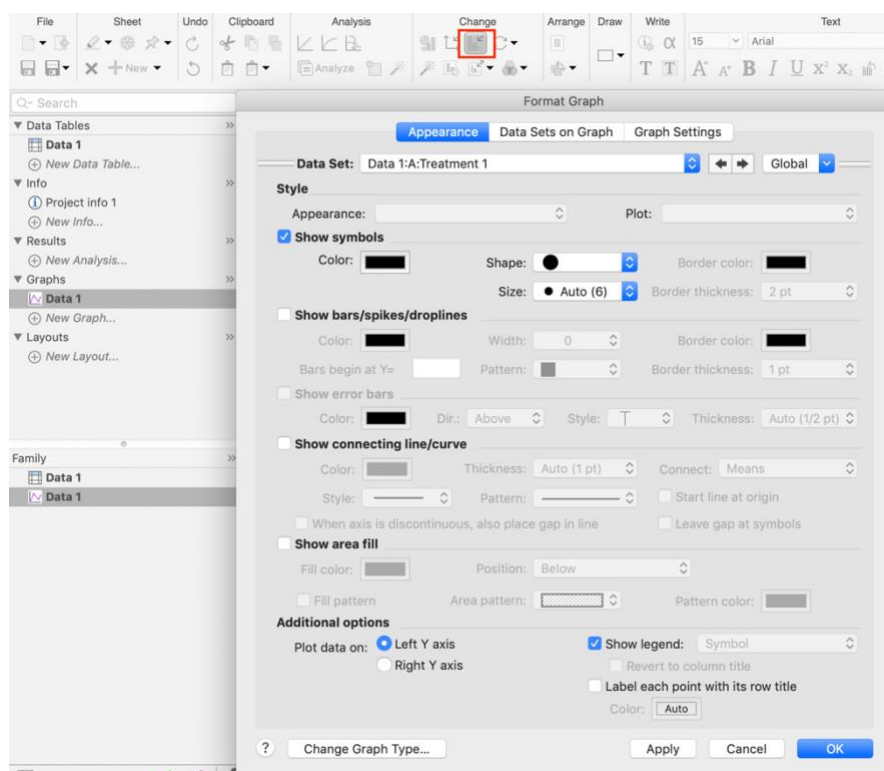 File Sheet Undo Clipboard Analysis Change Arrange Draw Write Text
15 Arial
New Analyze T T A A B I U X² X₂
Search
Data Tables
Data 1
New Data Table...
Info
Project info 1
New Info...
Results
New Analysis...
Graphs
Data 1
New Graph...
Layouts
New Layout...
Family
Data 1
Data 1
Format Graph
Appearance Data Sets on Graph Graph Settings
Data Set: Data 1:A:Treatment 1 Global
Style
Appearance: Plot:
Show symbols
Color: Shape: Border color:
Size: Auto (6) Border thickness: 2 pt
Show bars/spikes/droplines
Color: Width: 0 Border color:
Bars begin at Y= Pattern: Border thickness: 1 pt
Show error bars
Color: Dir.: Above Style: Thickness: Auto (1/2 pt)
Show connecting line/curve
Color: Thickness: Auto (1 pt) Connect: Means
Style: Pattern: Start line at origin
When axis is discontinuous, also place gap in line Leave gap at symbols
Show area fill
Fill color: Position: Below
Fill pattern Area pattern: Pattern color:
Additional options
Plot data on: Left Y axis Show legend: Symbol
Right Y axis Revert to column title
Label each point with its row title
Color: Auto
? Change Graph Type... Apply Cancel OK